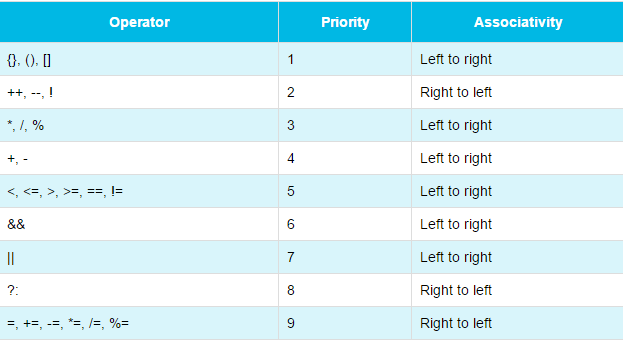 Operator Priority Associativity
{}, (), [] 1 Left to right
++, --, ! 2 Right to left
*, /, % 3 Left to right
+, - 4 Left to right
<, <=, >, >=, ==, != 5 Left to right
&& 6 Left to right
|| 7 Left to right
?: 8 Right to left
=, +=, -=, *=, /=, %= 9 Right to left